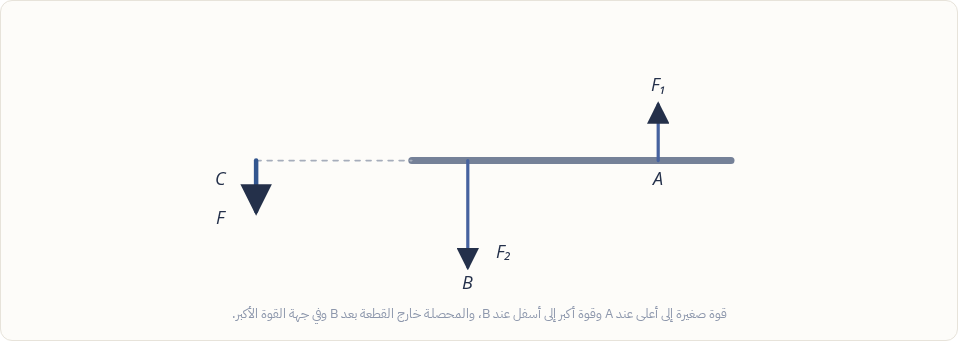 F₁
C
A
F
F₂
B
قوة صغيرة إلى أعلى عند A وقوة أكبر إلى أسفل عند B، والمحصلة خارج القطعة بعد B وفي جهة القوة الأكبر.